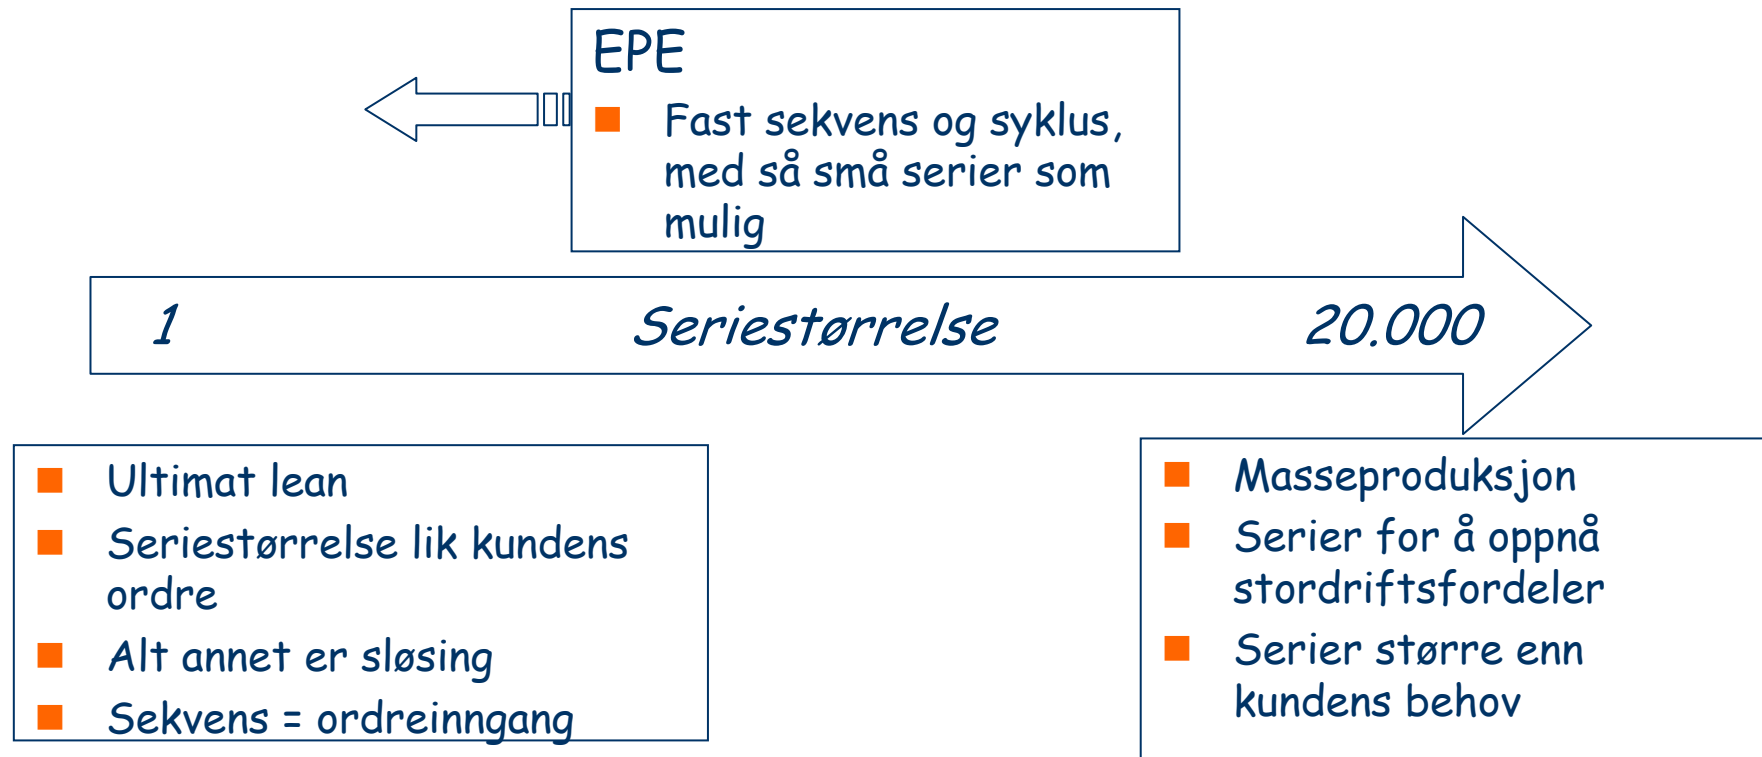 EPE
Fast sekvens og syklus,
med så små serier som
mulig
1 Seriestørrelse 20.000
Ultimat lean
Seriestørrelse lik kundens
ordre
Alt annet er sløsing
Sekvens = ordreinngang
Masseproduksjon
Serier for å oppnå
stordriftsfordeler
Serier større enn
kundens behov